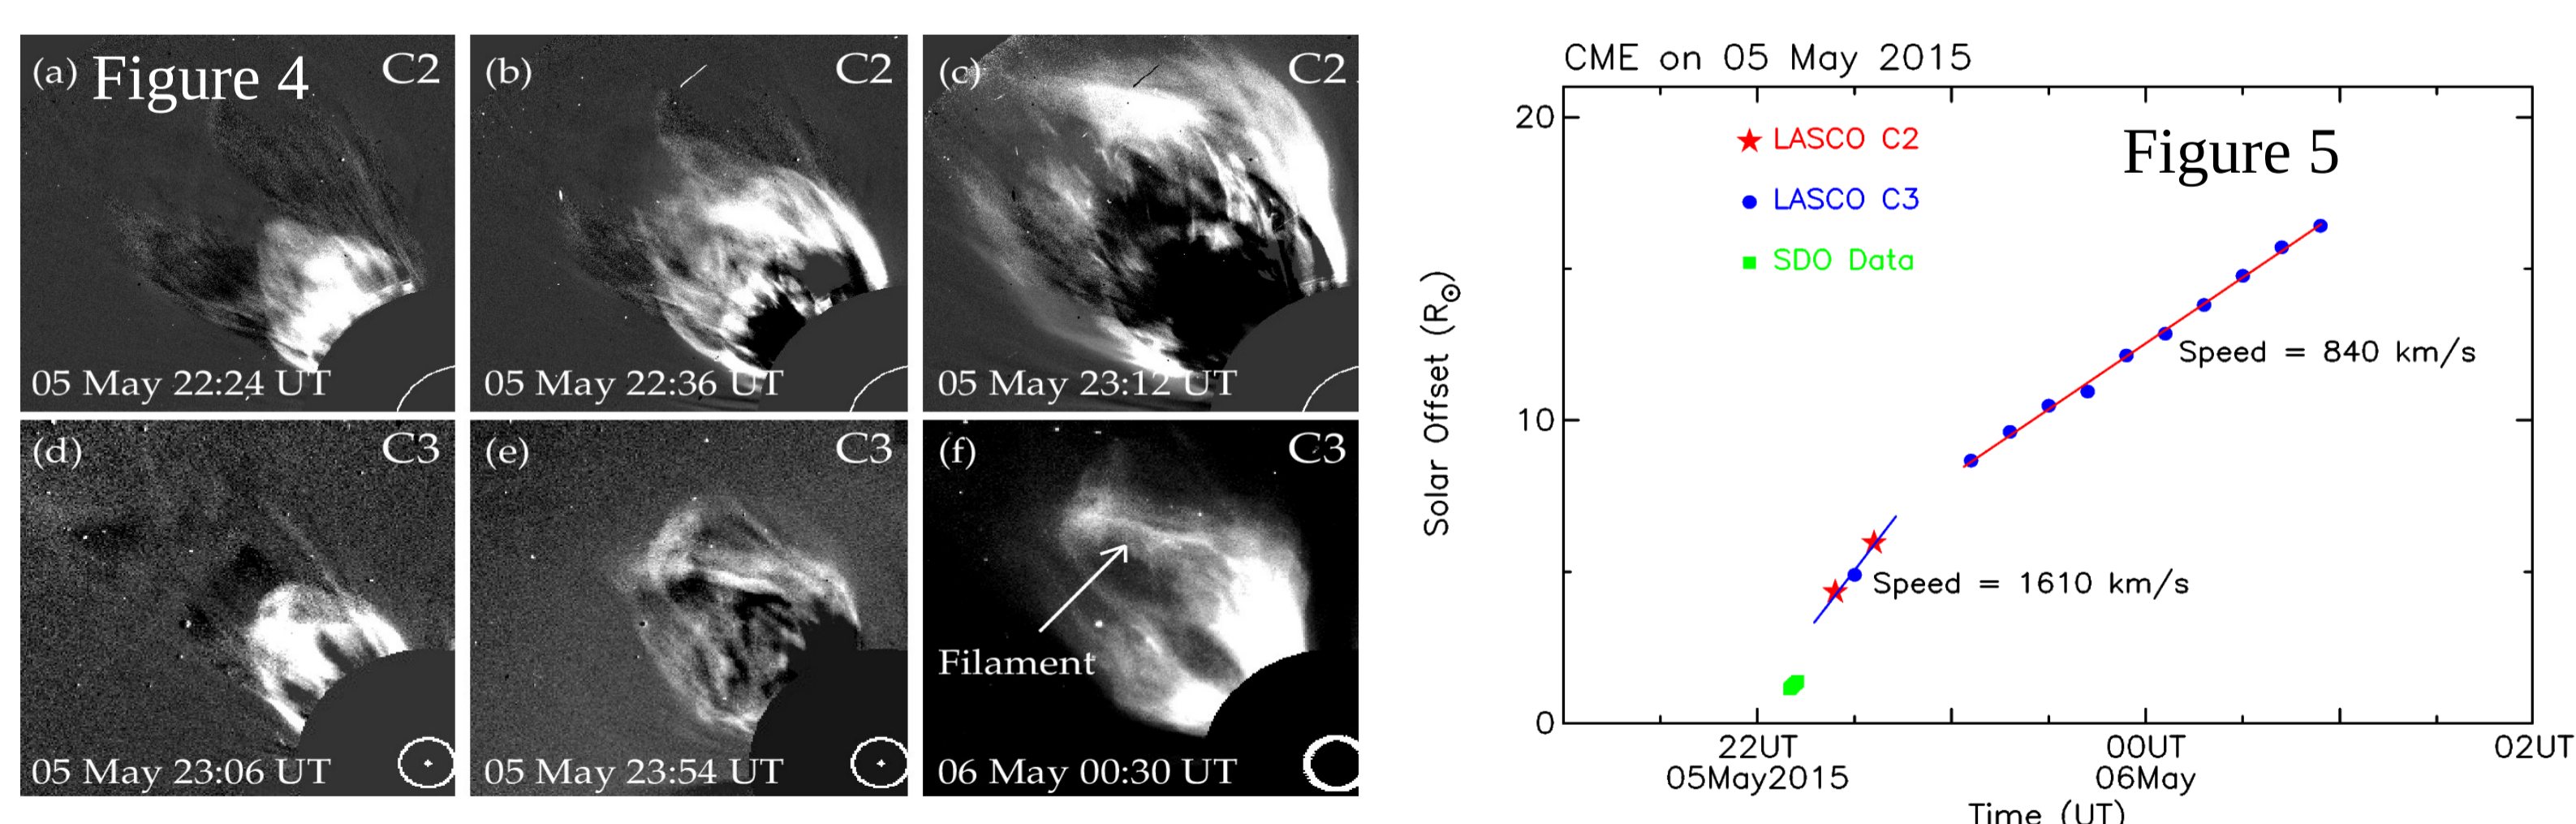 (a) Figure 4 C2
05 May 22:24 UT
(b) C2
05 May 22:36 UT
(c) C2
05 May 23:12 UT
(d) C3
05 May 23:06 UT
(e) C3
05 May 23:54 UT
(f) C3
Filament
06 May 00:30 UT
CME on 05 May 2015
Figure 5
LASCO C2
LASCO C3
SDO Data
Speed = 840 km/s
Speed = 1610 km/s
Solar Offset (R☉)
20
10
0
22UT
05May2015
00UT
06May
02UT
Time (UT)